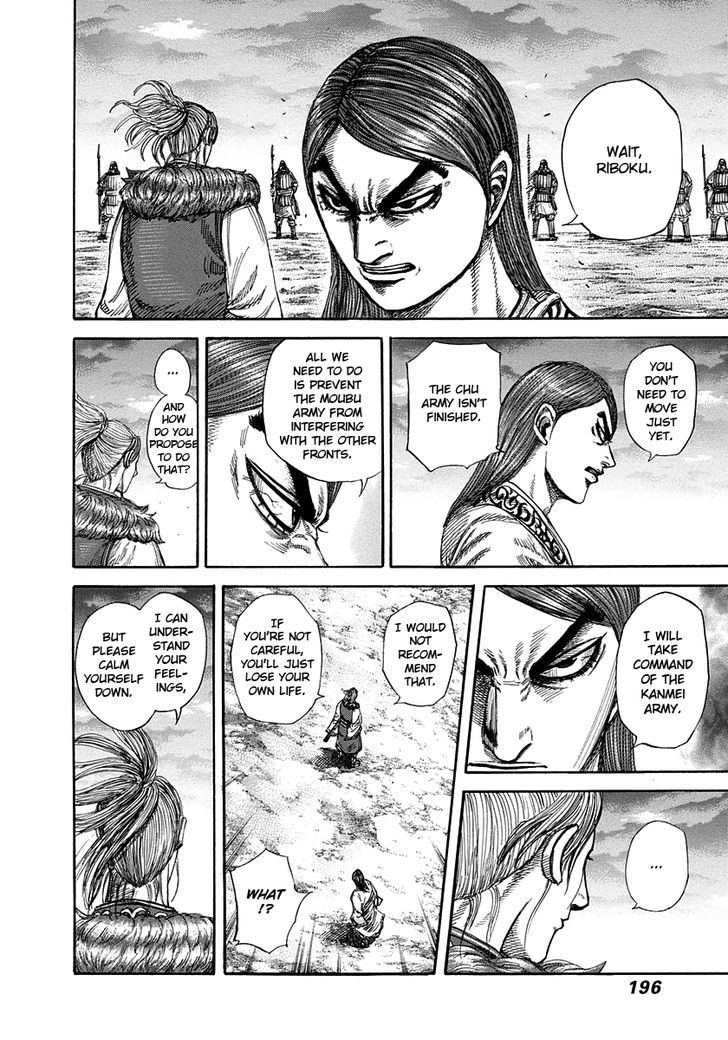 WAIT,
RIBOKU.
YOU
DON'T
NEED TO
MOVE
JUST
YET.
THE CHU
ARMY ISN'T
FINISHED.
ALL WE
NEED TO
DO IS
PREVENT
THE MOUBU
ARMY FROM
INTERFERING
WITH THE OTHER
FRONTS.
...
AND
HOW DO
YOU
PROPOSE
TO DO
THAT?
I WILL
TAKE
COMMAND
OF THE
KANMEI
ARMY.
...
I WOULD
NOT
RECOM-
MEND
THAT.
IF
YOU'RE NOT
CAREFUL,
YOU'LL JUST
LOSE YOUR
OWN LIFE.
WHAT
!?
I CAN
UNDER-
STAND
YOUR
FEEL-
INGS,
BUT
PLEASE
CALM
YOURSELF
DOWN.
196